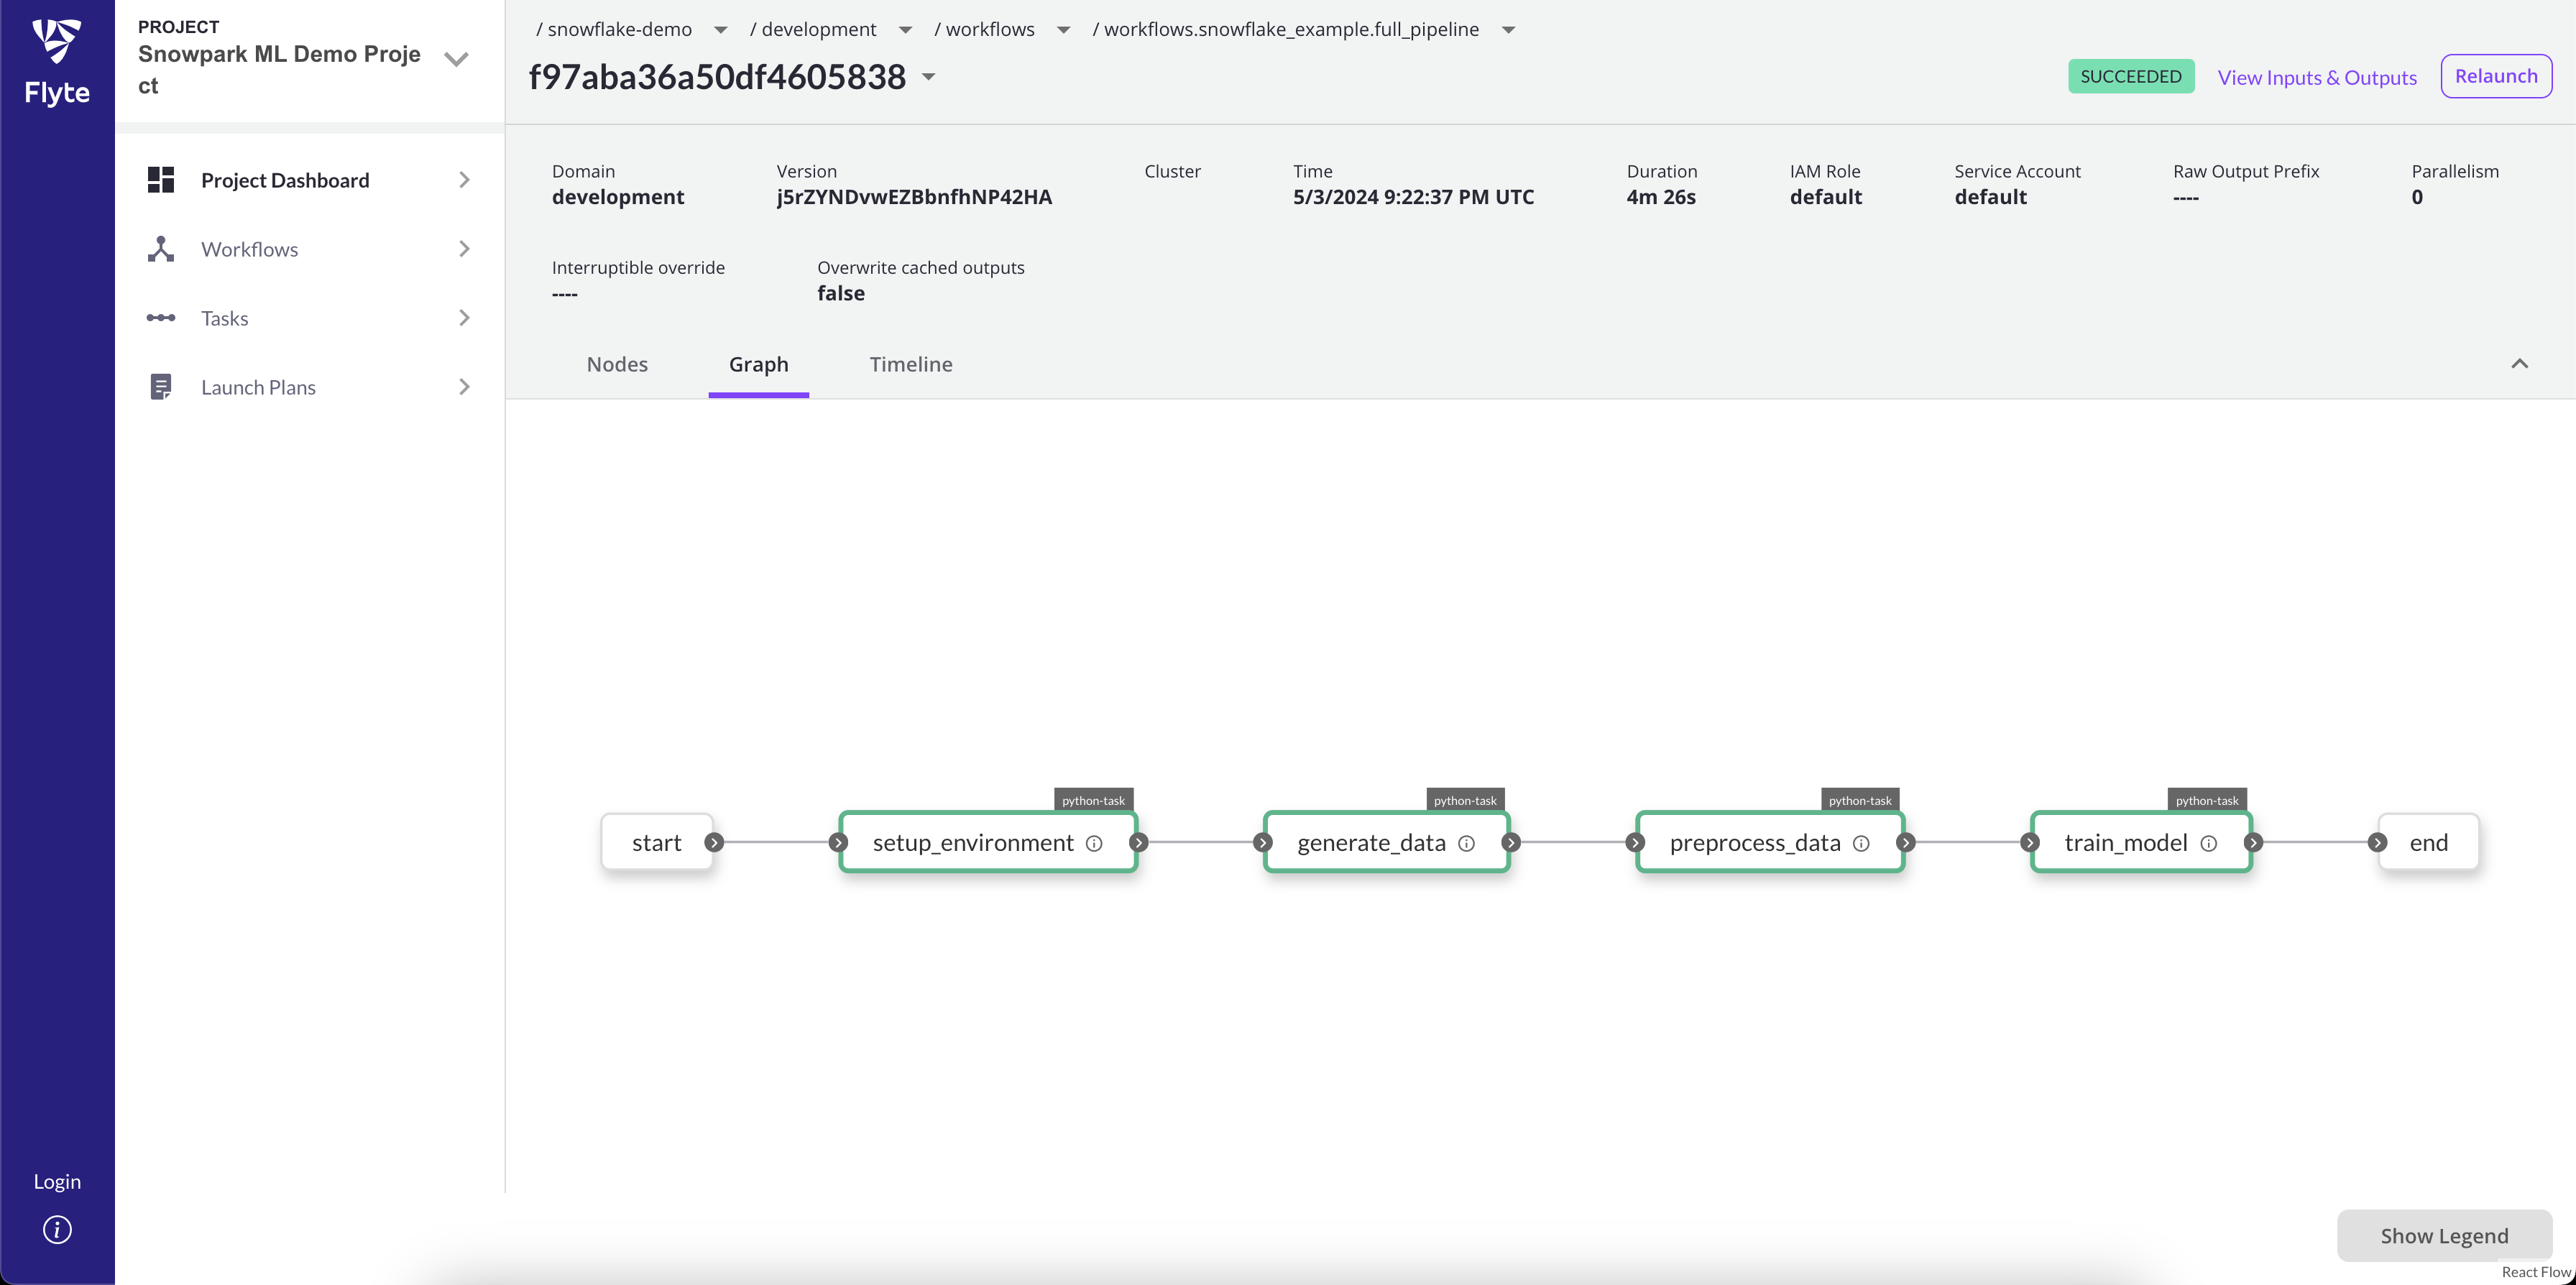 Flyte
PROJECT
Snowpark ML Demo Proje
ct
Project Dashboard
Workflows
Tasks
Launch Plans
Login
/ snowflake-demo / development / workflows / workflows.snowflake_example.full_pipeline
f97aba36a50df4605838
SUCCEEDED View Inputs & Outputs Relaunch
Domain Version Cluster Time Duration IAM Role Service Account Raw Output Prefix Parallelism
development j5rZYNDvwEZBbnfhNP42HA 5/3/2024 9:22:37 PM UTC 4m 26s default default ---- 0
Interruptible override Overwrite cached outputs
---- false
Nodes Graph Timeline
python-task python-task python-task python-task
start setup_environment generate_data preprocess_data train_model end
Show Legend
React Flow